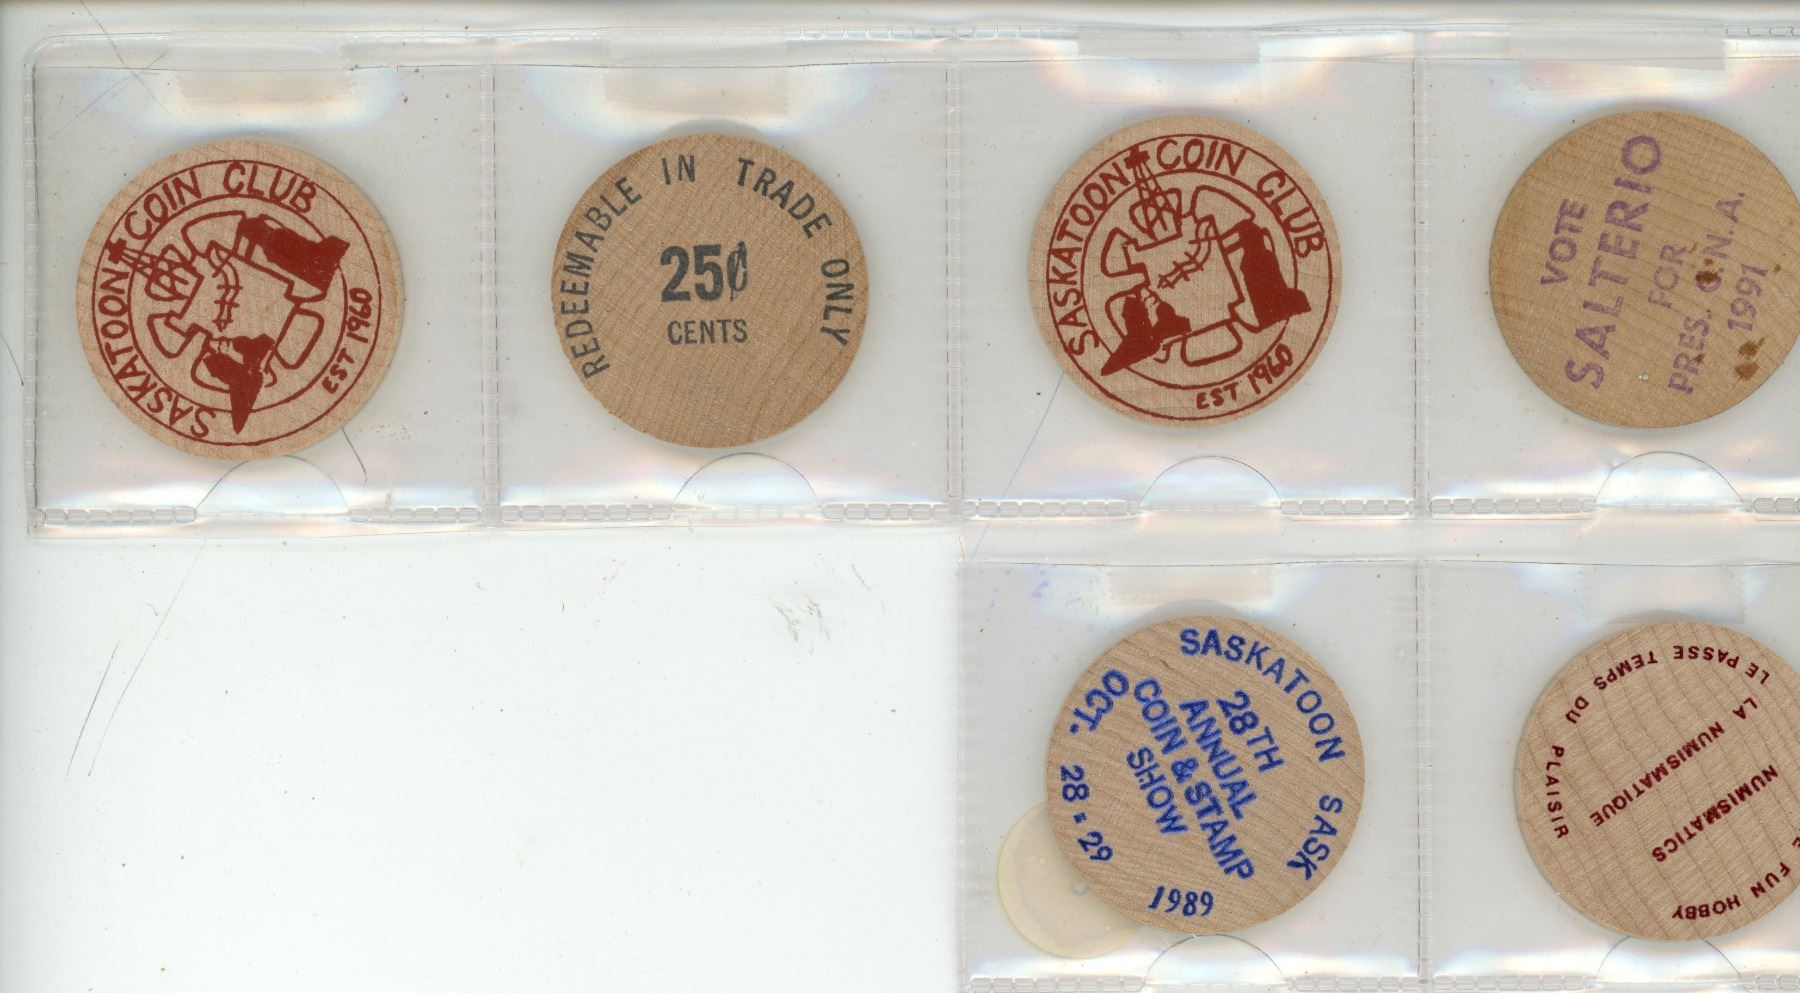 SASKATOON COIN CLUB
EST 1960
REDEEMABLE IN TRADE ONLY
25¢
CENTS
SASKATOON COIN CLUB
EST 1960
VOTE
SALTERIO
FOR
PRES. C.N.A.
1991
SASKATOON SASK
28TH
ANNUAL
COIN & STAMP
SHOW
OCT. 28-29
1989
LE PASSE TEMPS DU PLAISIR
LA NUMISMATIQUE
NUMISMATICS
FUN HOBBY